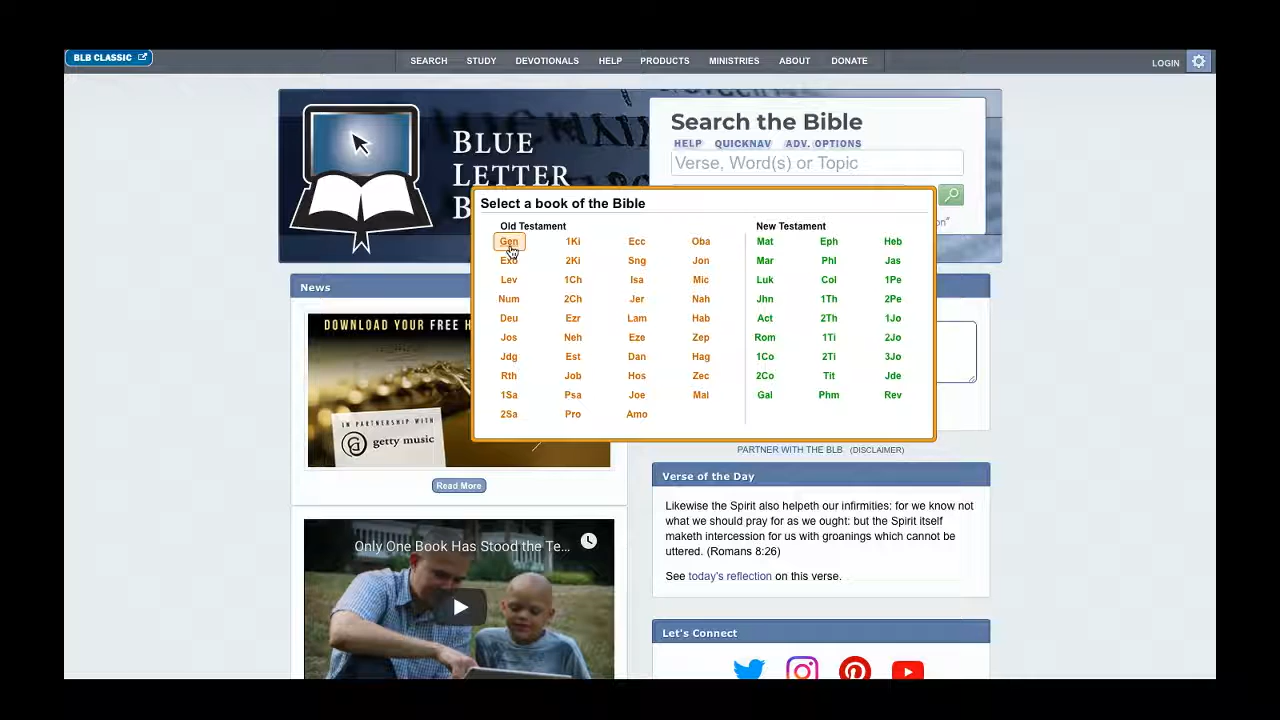 BLB CLASSIC
SEARCH STUDY DEVOTIONALS HELP PRODUCTS MINISTRIES ABOUT DONATE
LOGIN
BLUE
LETTER
B
Search the Bible
HELP QUICKNAV ADV. OPTIONS
Verse, Word(s) or Topic
Select a book of the Bible
Old Testament New Testament
Gen 1Ki Ecc Oba Mat Eph Heb
Exo 2Ki Sng Jon Mar Phl Jas
Lev 1Ch Isa Mic Luk Col 1Pe
Num 2Ch Jer Nah Jhn 1Th 2Pe
Deu Ezr Lam Hab Act 2Th 1Jo
Jos Neh Eze Zep Rom 1Ti 2Jo
Jdg Est Dan Hag 1Co 2Ti 3Jo
Rth Job Hos Zec 2Co Tit Jde
1Sa Psa Joe Mal Gal Phm Rev
2Sa Pro Amo
News
DOWNLOAD YOUR FREE H
IN PARTNERSHIP WITH
getty music
Read More
Only One Book Has Stood the Te...
PARTNER WITH THE BLB (DISCLAIMER)
Verse of the Day
Likewise the Spirit also helpeth our infirmities: for we know not
what we should pray for as we ought: but the Spirit itself
maketh intercession for us with groanings which cannot be
uttered. (Romans 8:26)
See today's reflection on this verse.
Let's Connect